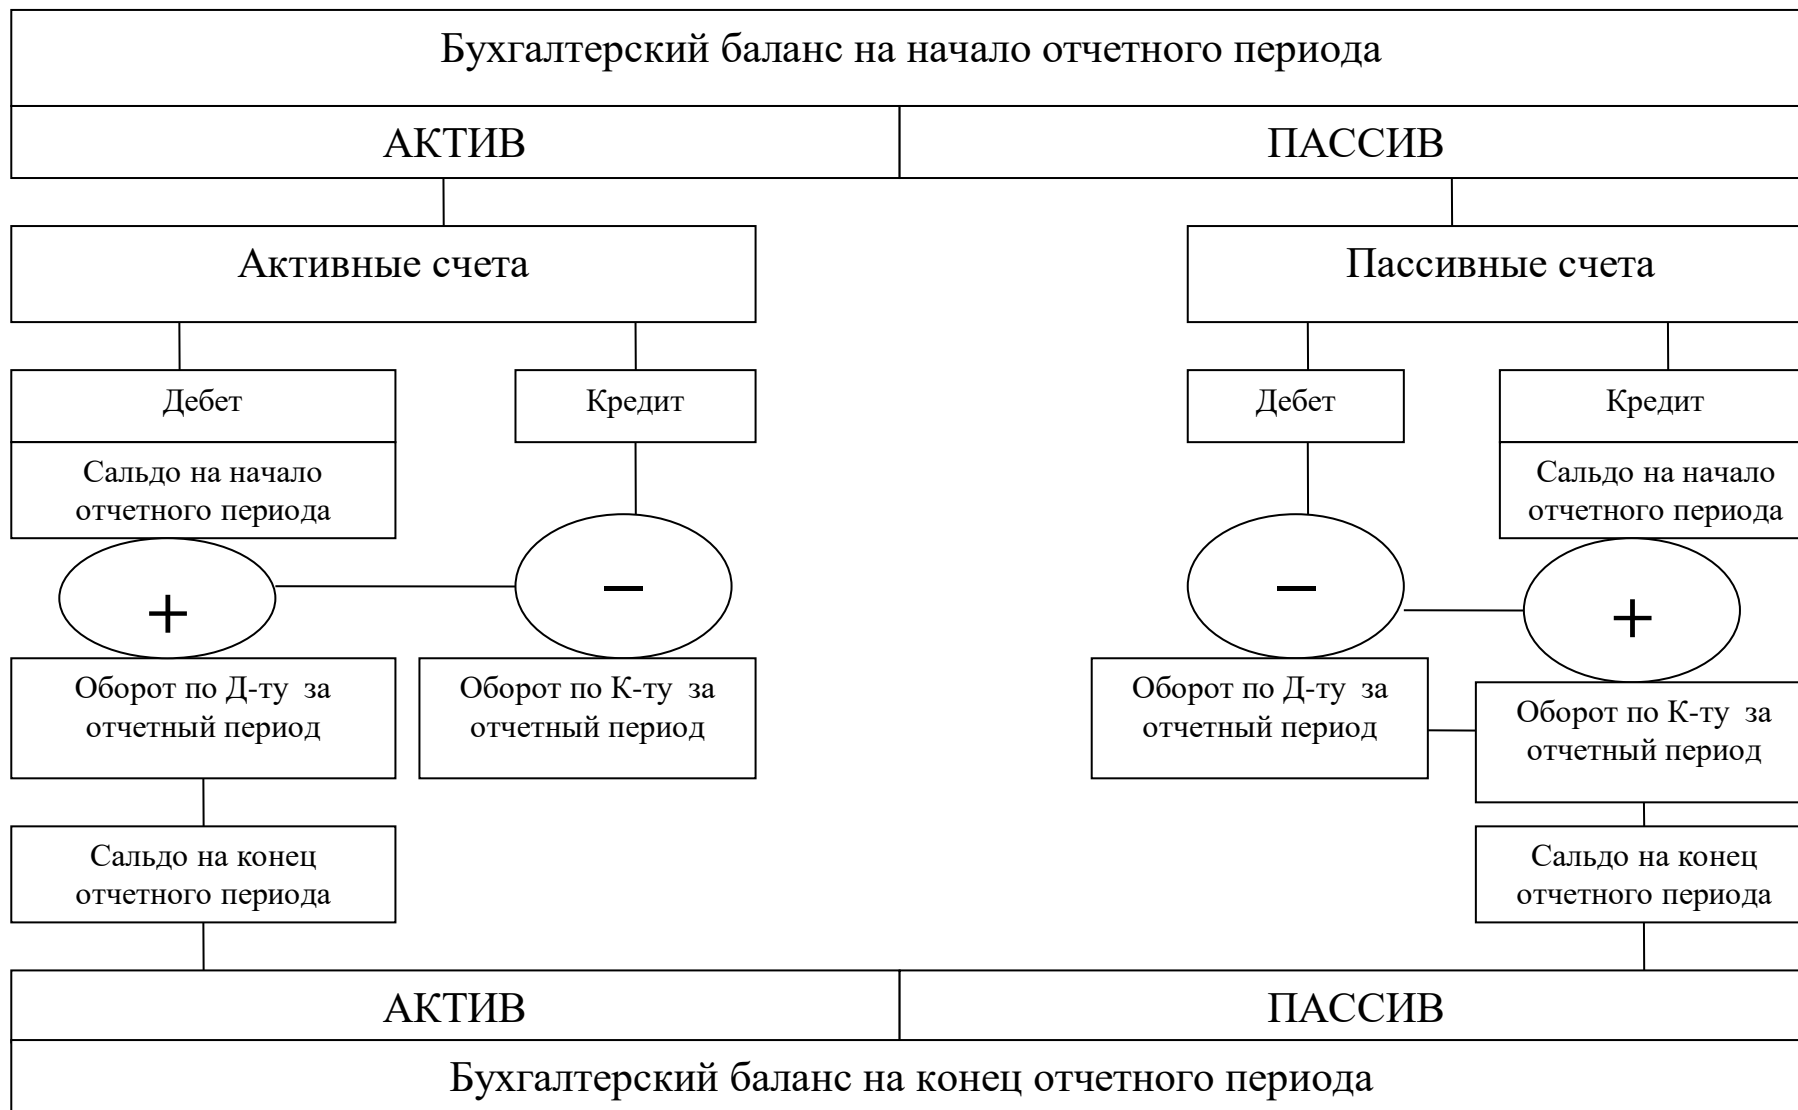 Бухгалтерский баланс на начало отчетного периода
АКТИВ
ПАССИВ
Активные счета
Пассивные счета
Дебет
Кредит
Дебет
Кредит
Сальдо на начало
отчетного периода
Сальдо на начало
отчетного периода
+
–
–
+
Оборот по Д-ту за
отчетный период
Оборот по К-ту за
отчетный период
Оборот по Д-ту за
отчетный период
Оборот по К-ту за
отчетный период
Сальдо на конец
отчетного периода
Сальдо на конец
отчетного периода
АКТИВ
ПАССИВ
Бухгалтерский баланс на конец отчетного периода